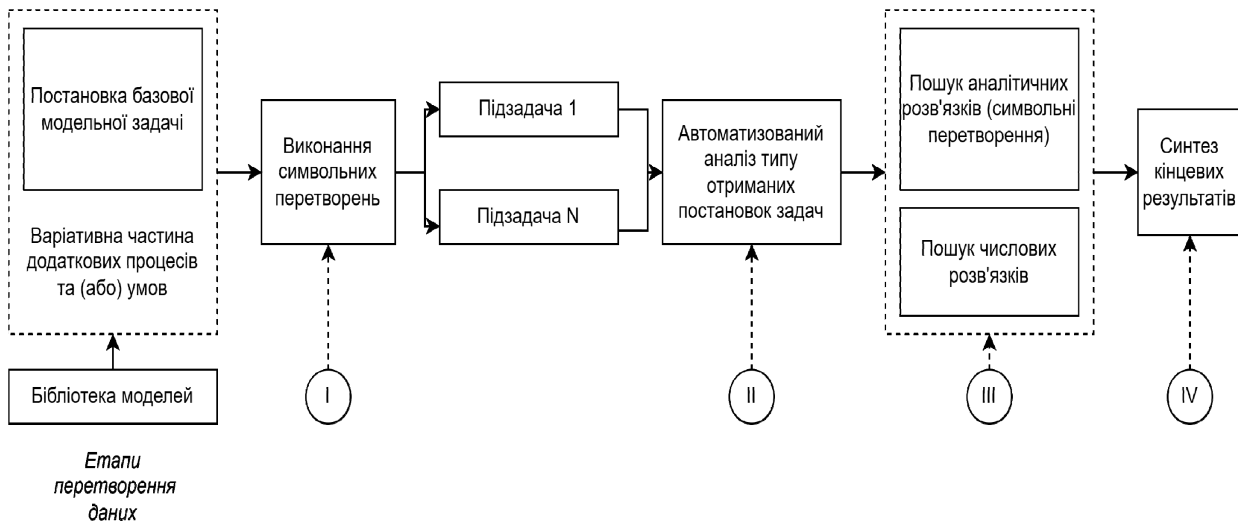 Постановка базової
модельної задачі
Варіативна частина
додаткових процесів
та (або) умов
Бібліотека моделей
Етапи
перетворення
даних
Виконання
символьних
перетворень
I
Підзадача 1
Підзадача N
Автоматизований
аналіз типу
отриманих
постановок задач
II
Пошук аналітичних
розв'язків (символьні
перетворення)
Пошук числових
розв'язків
III
Синтез
кінцевих
результатів
IV